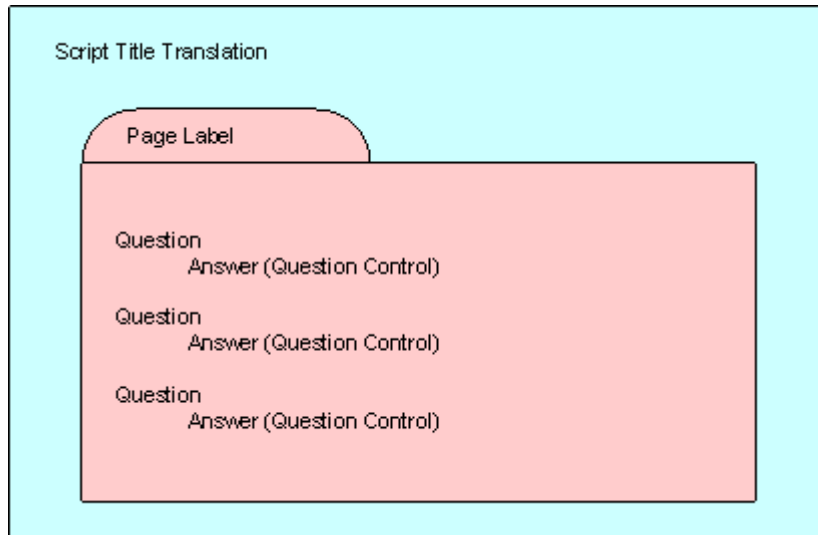 Script Title Translation
Page Label
Question
Answer (Question Control)
Question
Answer (Question Control)
Question
Answer (Question Control)